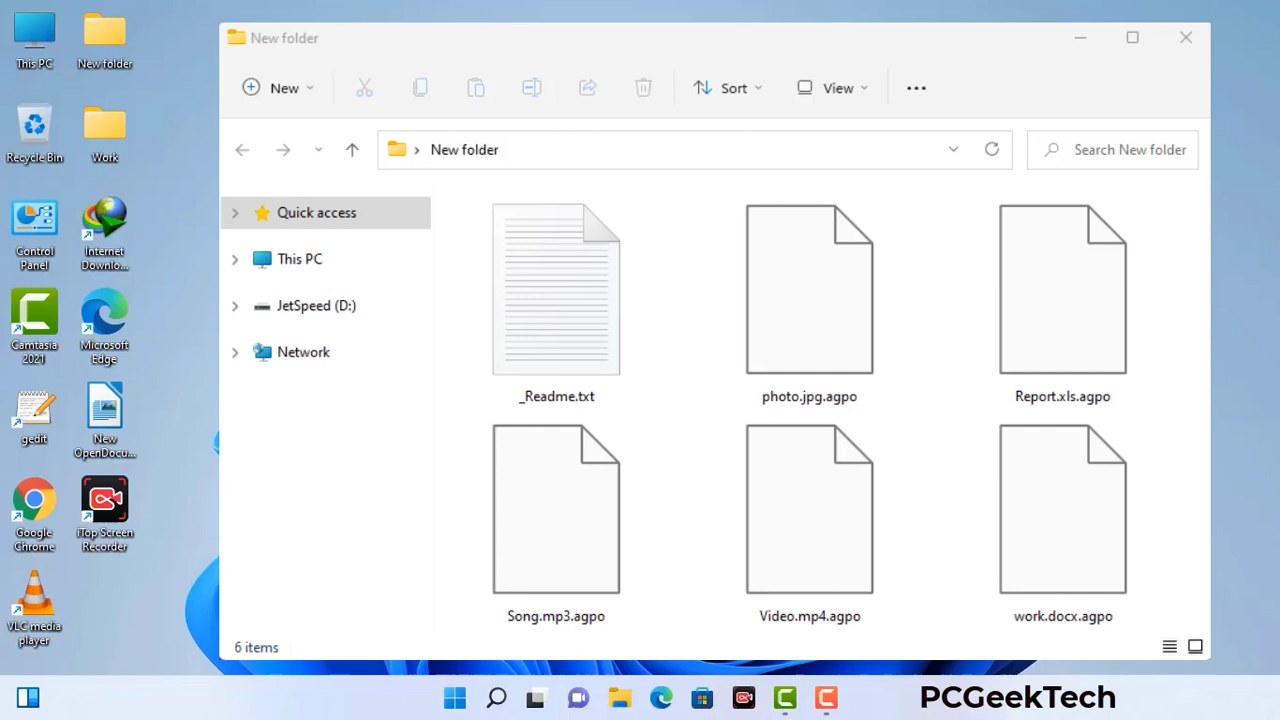 This PC
New folder
Recycle Bin
Work
Control
Panel
Internet
Downlo...
Camtasia
2021
Microsoft
Edge
gedit
New
OpenDocu...
Google
Chrome
iTop Screen
Recorder
VLC media
player
New folder
New
Sort
View
New folder
Search New folder
Quick access
This PC
JetSpeed (D:)
Network
_Readme.txt
photo.jpg.agpo
Report.xls.agpo
Song.mp3.agpo
Video.mp4.agpo
work.docx.agpo
6 items
PCGeekTech